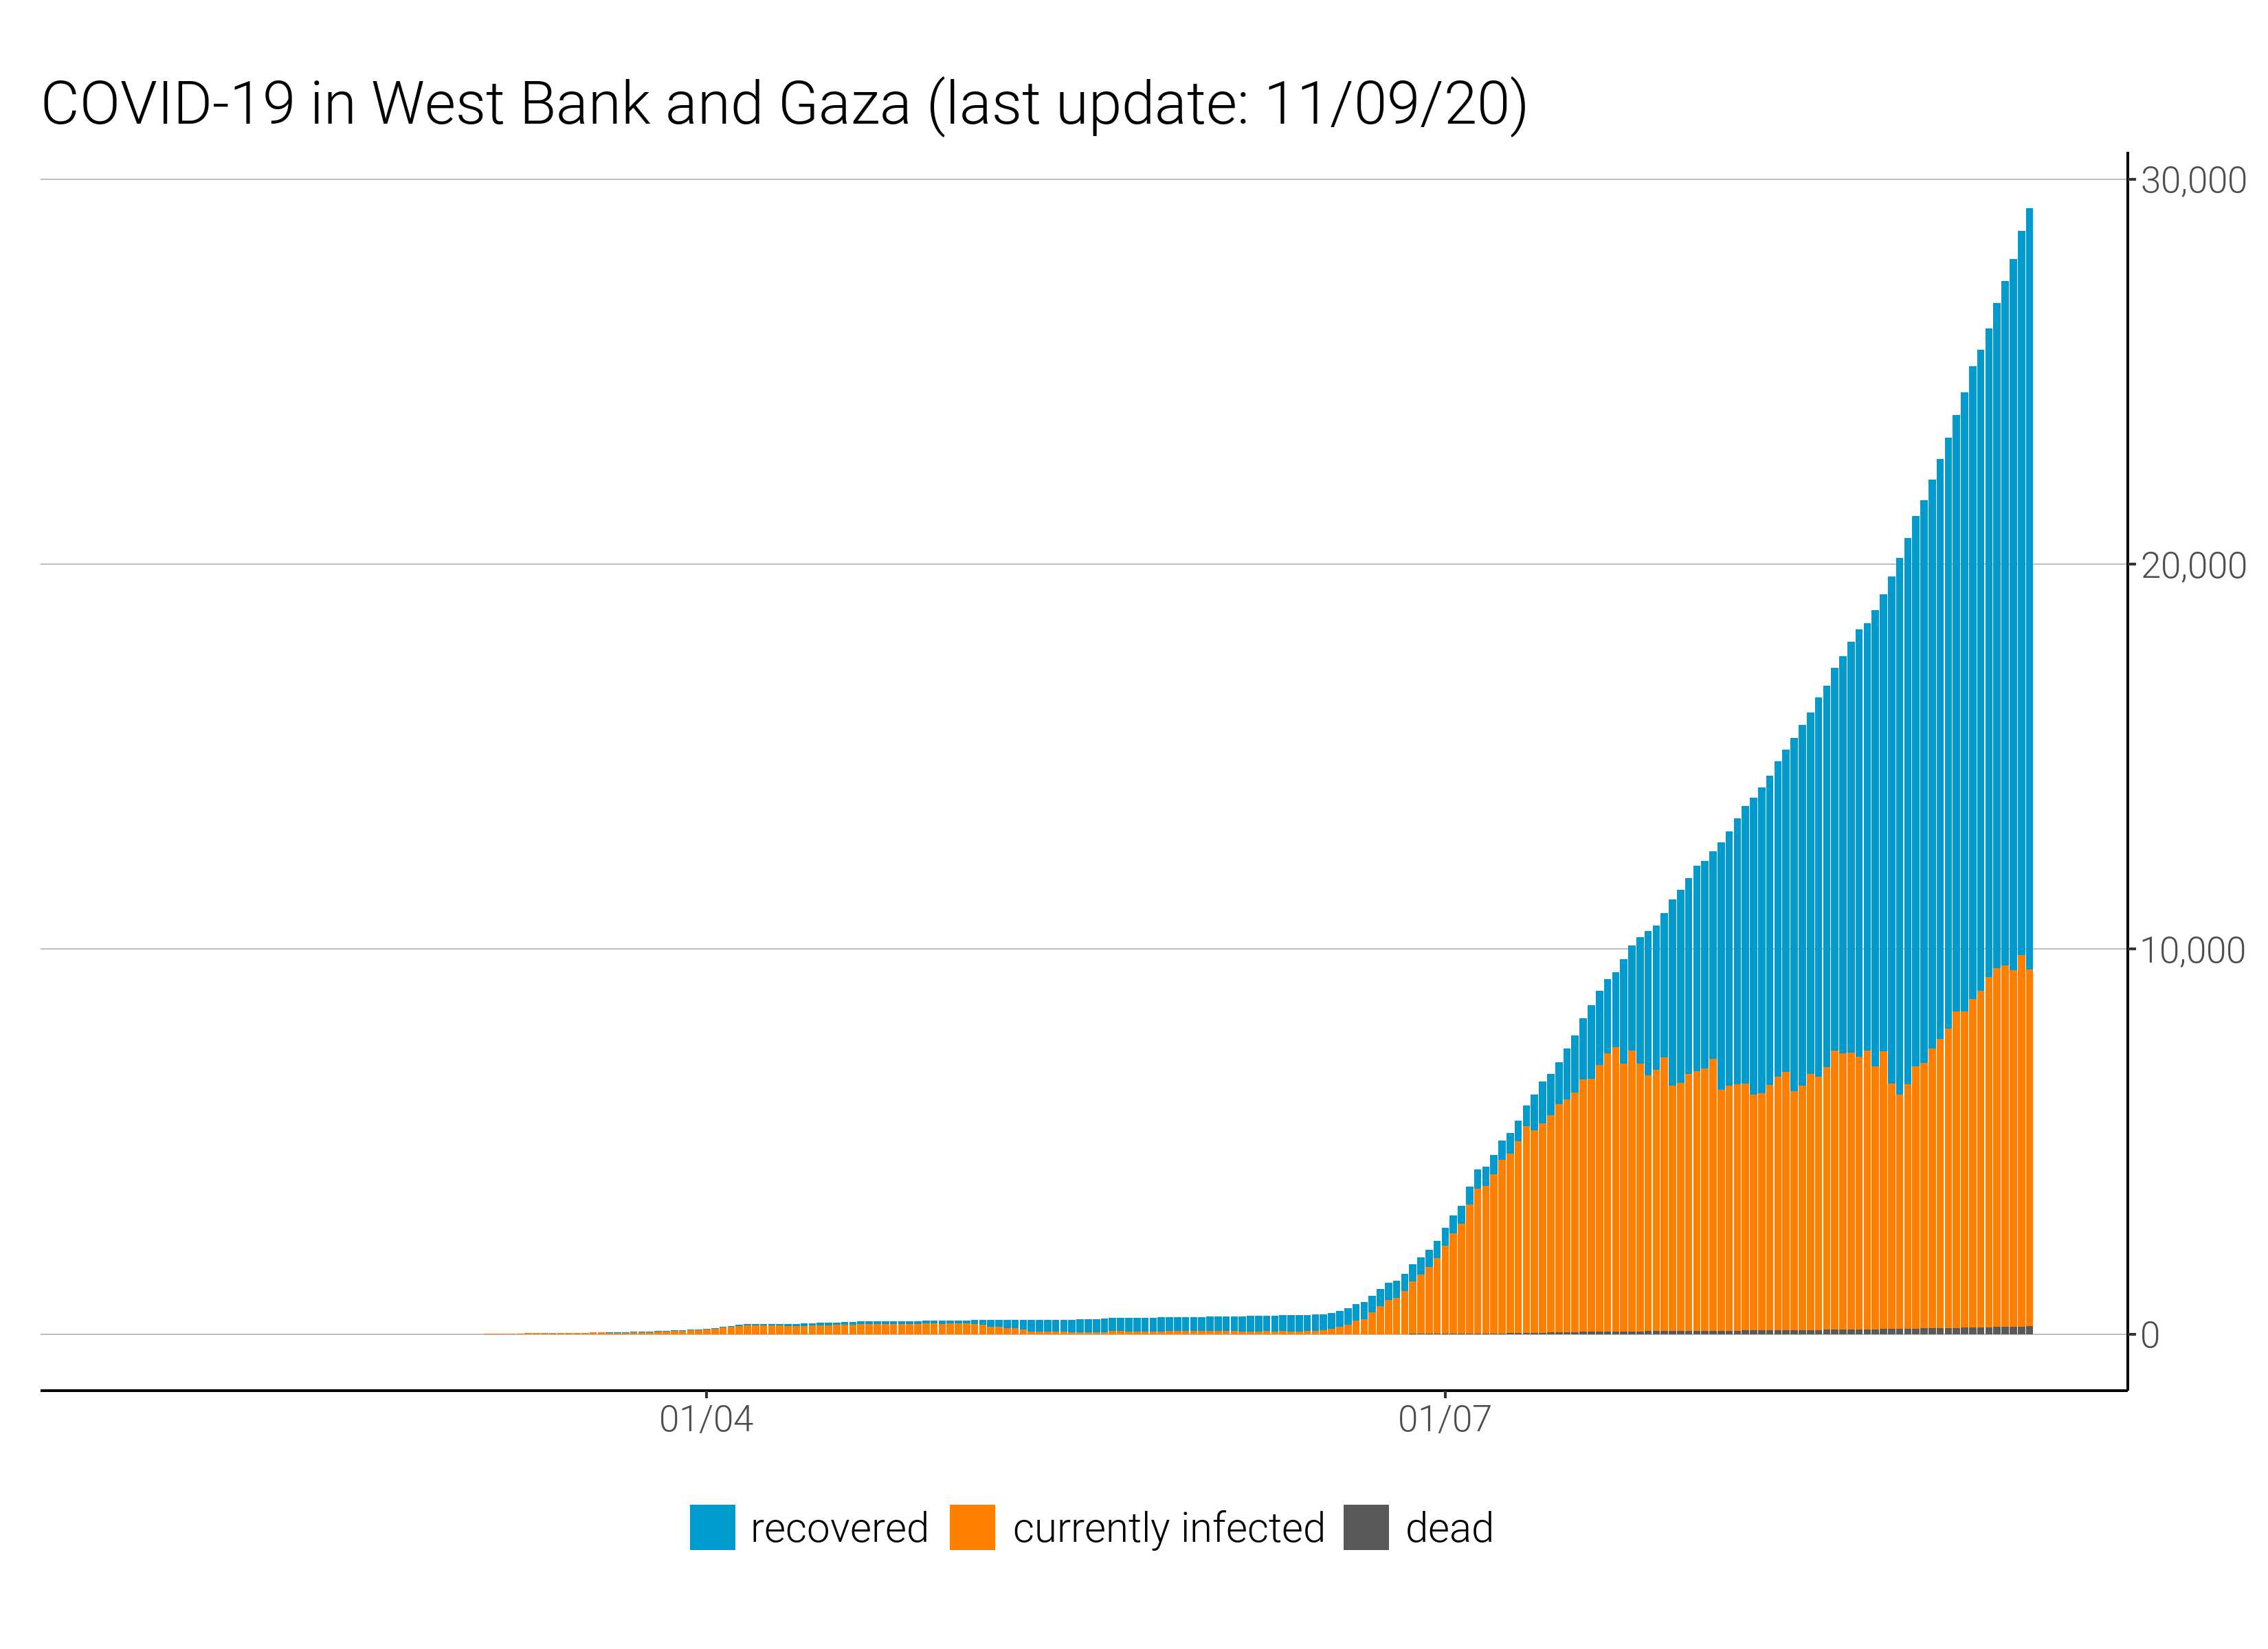 COVID-19 in West Bank and Gaza (last update: 11/09/20)
30,000
20,000
10,000
0
01/04 01/07
recovered currently infected dead